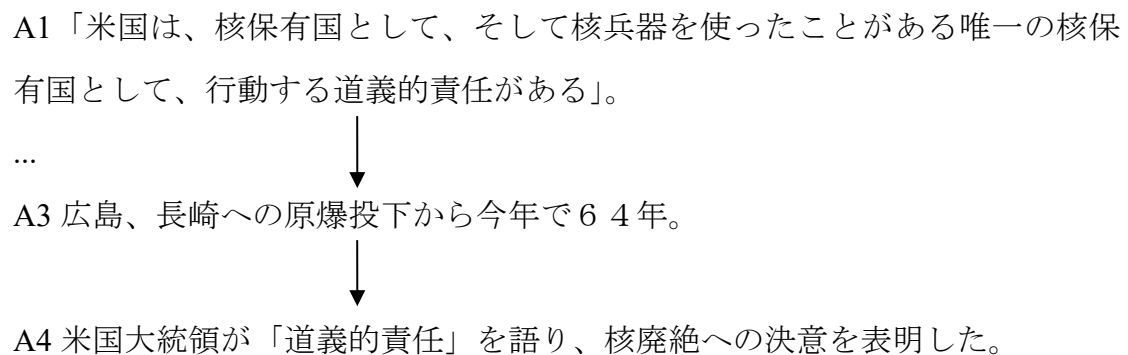 A1「米国は、核保有国として、そして核兵器を使ったことがある唯一の核保
有国として、行動する道義的責任がある」。
...
A3 広島、長崎への原爆投下から今年で６４年。
A4 米国大統領が「道義的責任」を語り、核廃絶への決意を表明した。